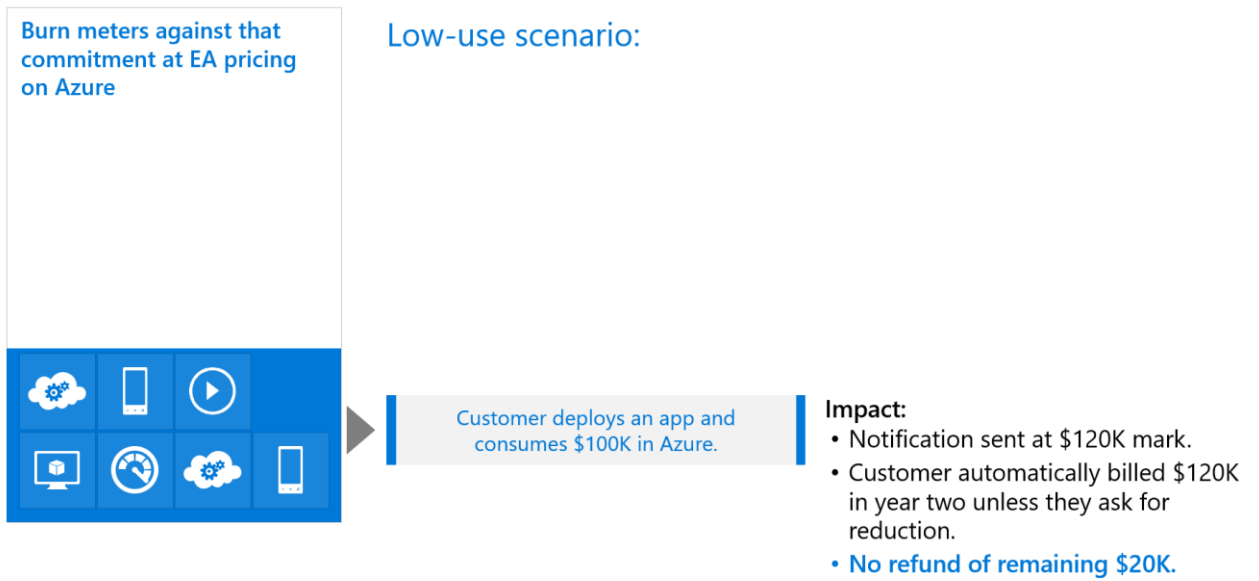 Burn meters against that
commitment at EA pricing
on Azure
Low-use scenario:
Customer deploys an app and
consumes $100K in Azure.
Impact:
• Notification sent at $120K mark.
• Customer automatically billed $120K
in year two unless they ask for
reduction.
• No refund of remaining $20K.